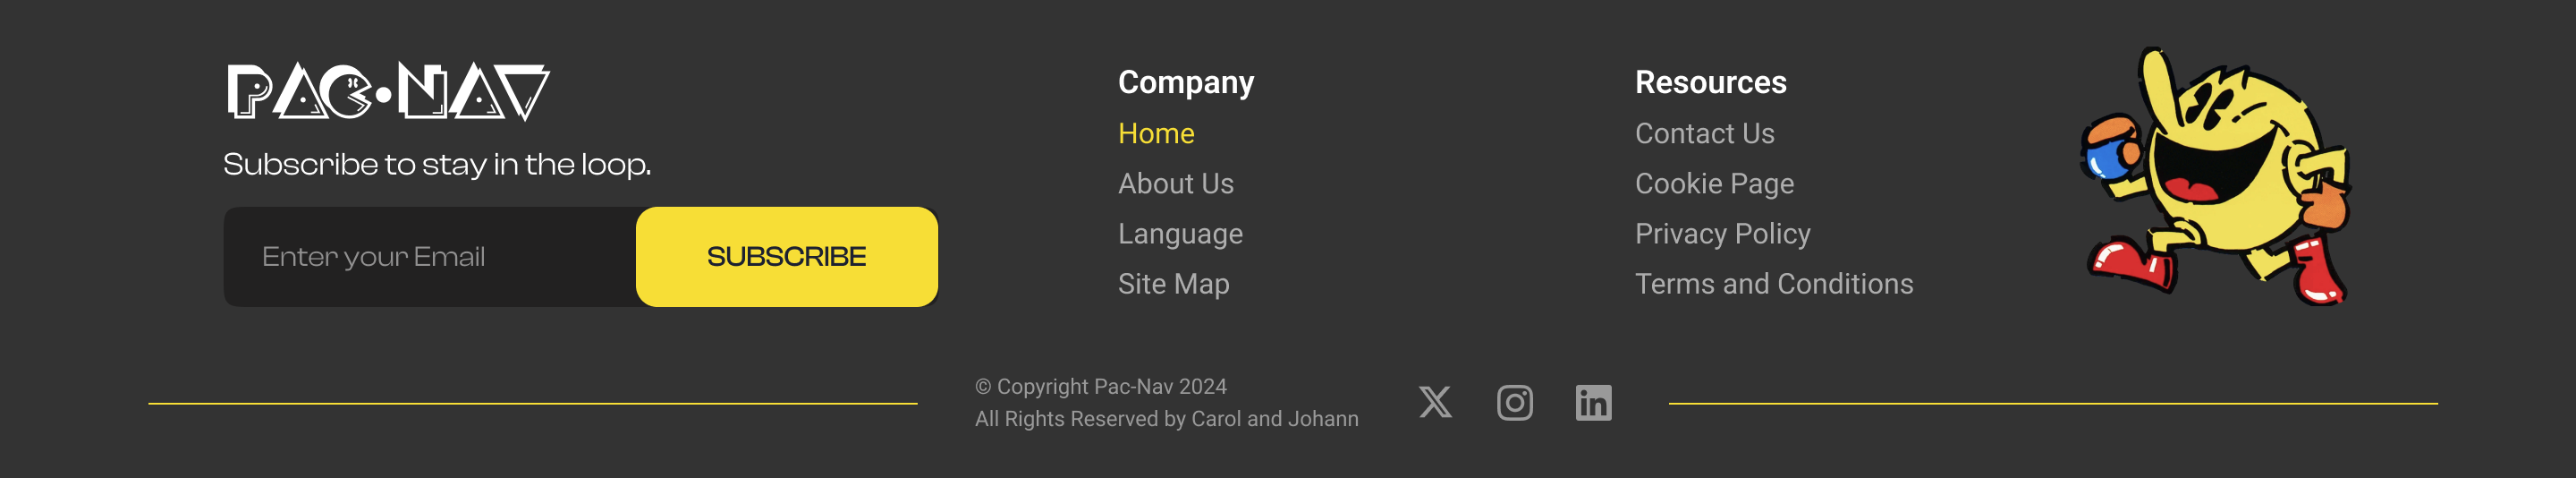 PAC•NAV
Subscribe to stay in the loop.
Enter your Email
SUBSCRIBE
Company
Home
About Us
Language
Site Map
Resources
Contact Us
Cookie Page
Privacy Policy
Terms and Conditions
© Copyright Pac-Nav 2024
All Rights Reserved by Carol and Johann